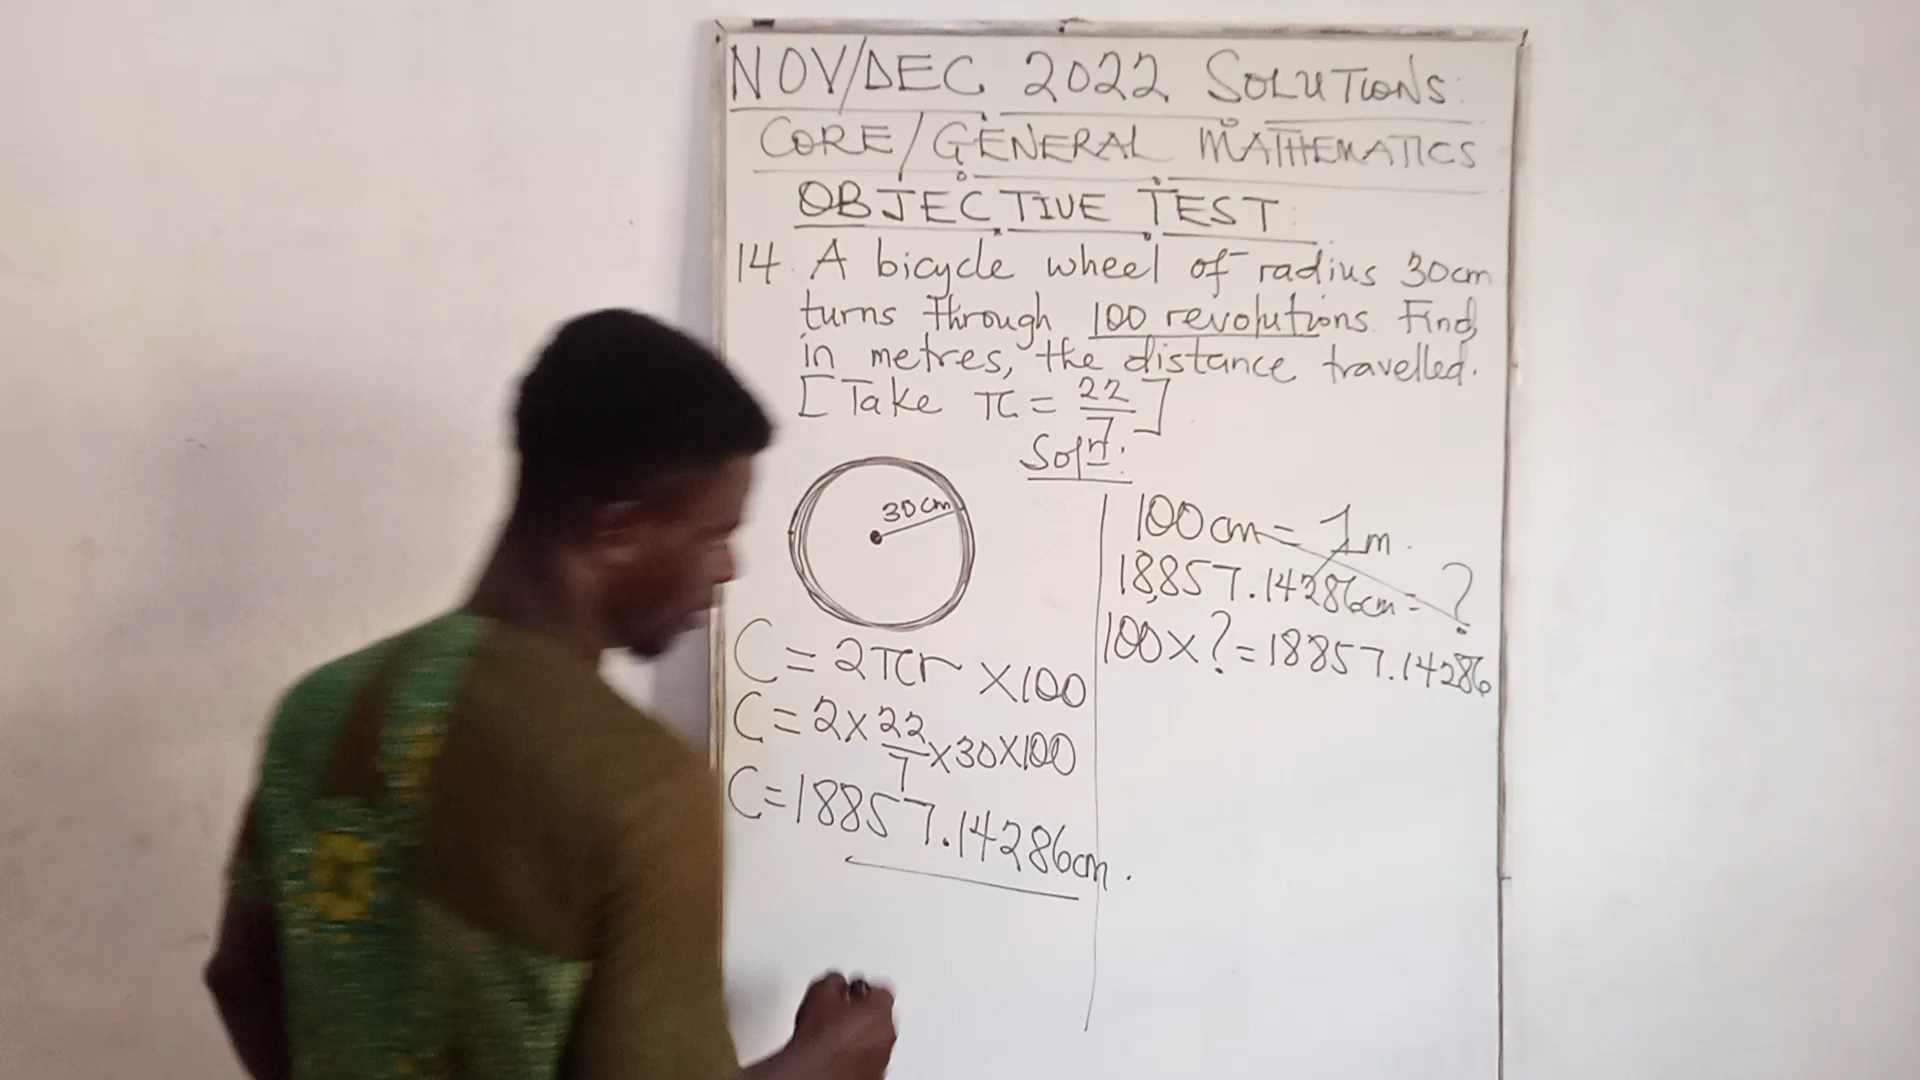 NOV/DEC 2022 SOLUTIONS:
CORE/GENERAL MATHEMATICS
OBJECTIVE TEST:
14. A bicycle wheel of radius 30cm
turns through 100 revolutions. Find,
in metres, the distance travelled.
[Take π = 22/7]
Soln:
30cm
C = 2πr ×100
C = 2×22/7×30×100
C=18857.14286cm.
100cm = 1m.
18,857.14286cm = ?
100×? = 18857.14286